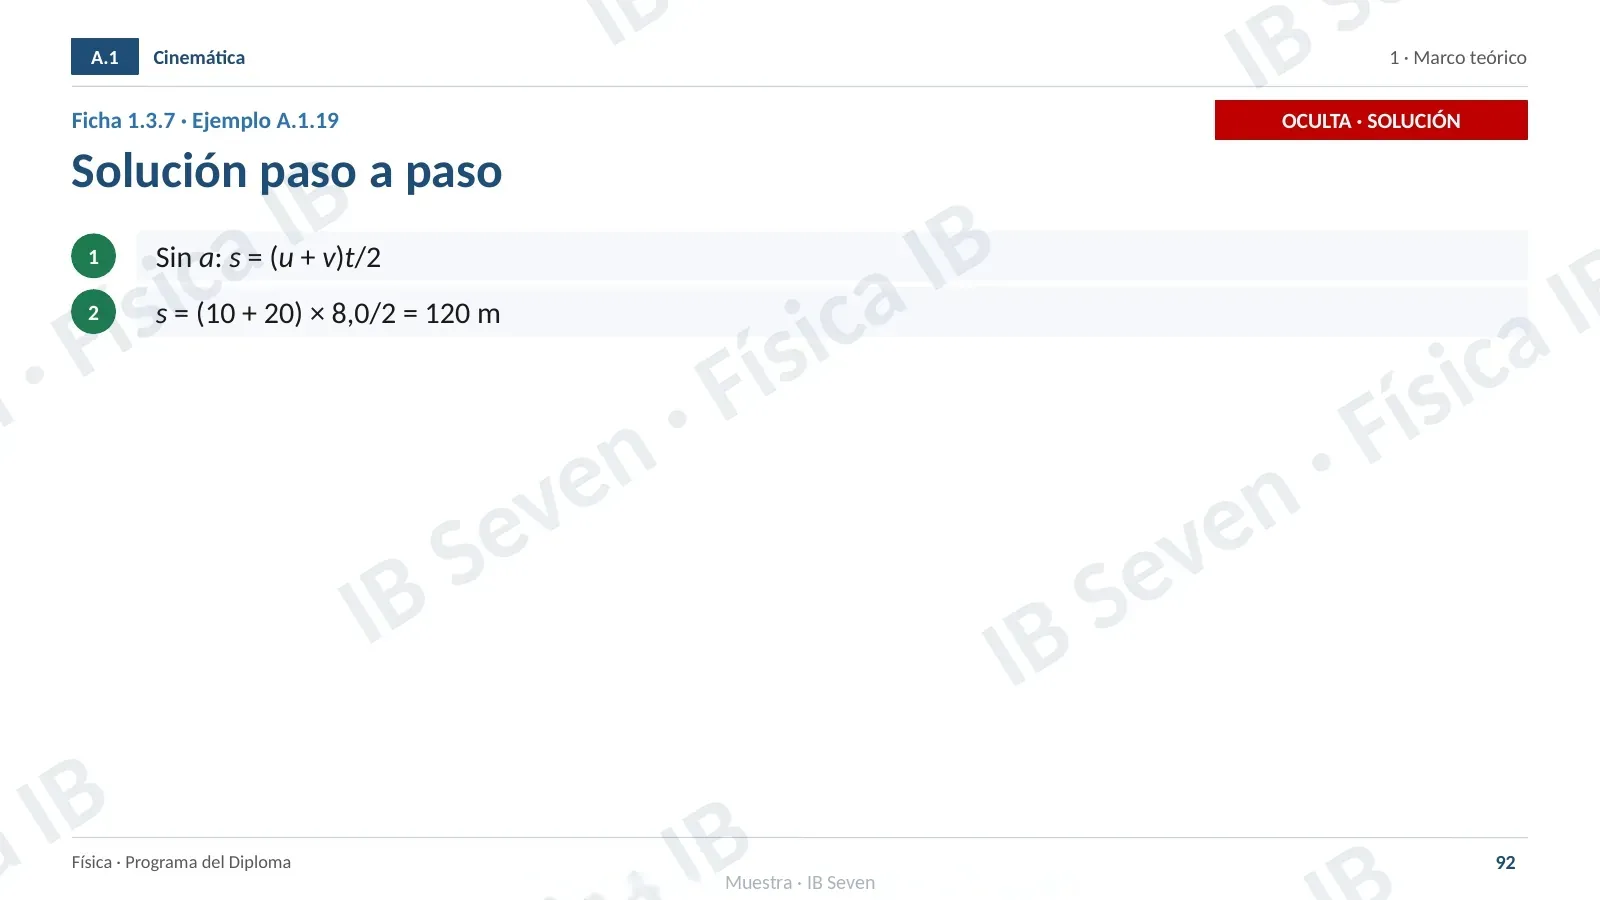 A.1 Cinemática
1 · Marco teórico
Ficha 1.3.7 · Ejemplo A.1.19
OCULTA · SOLUCIÓN
Solución paso a paso
1 Sin a: s = (u + v)t/2
2 s = (10 + 20) × 8,0/2 = 120 m
IB Seven · Física IB
IB Seven · Física IB
Física · Programa del Diploma
92
Muestra · IB Seven